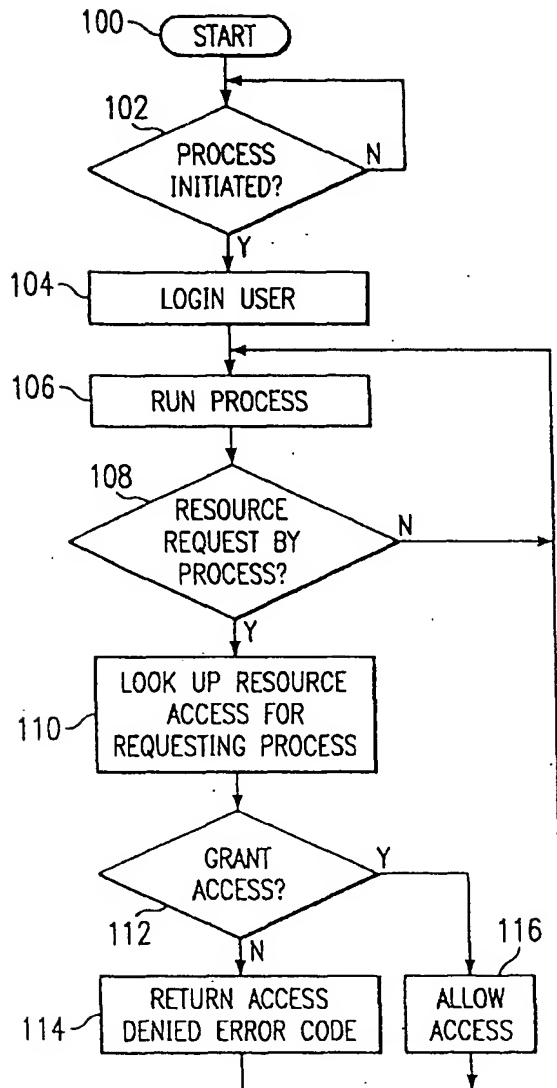 100
START
102
PROCESS
INITIATED?
N
Y
104
LOGIN USER
106
RUN PROCESS
108
RESOURCE
REQUEST BY
PROCESS?
N
Y
110
LOOK UP RESOURCE
ACCESS FOR
REQUESTING PROCESS
GRANT
ACCESS?
Y
112
N
116
114
RETURN ACCESS
DENIED ERROR CODE
ALLOW
ACCESS